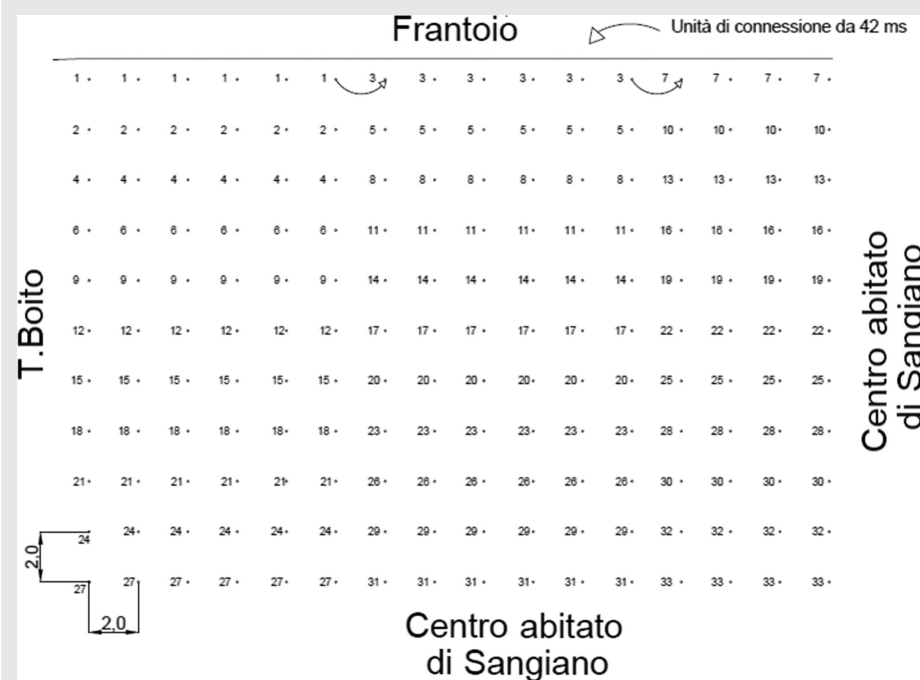 Frantoio
Unità di connessione da 42 ms
1 1 1 1 1 1 3 3 3 3 3 3 7 7 7 7
2 2 2 2 2 2 5 5 5 5 5 5 10 10 10 10
4 4 4 4 4 4 8 8 8 8 8 8 13 13 13 13
6 6 6 6 6 6 11 11 11 11 11 11 16 16 16 16
9 9 9 9 9 9 14 14 14 14 14 14 19 19 19 19
12 12 12 12 12 12 17 17 17 17 17 17 22 22 22 22
15 15 15 15 15 15 20 20 20 20 20 20 25 25 25 25
18 18 18 18 18 18 23 23 23 23 23 23 28 28 28 28
21 21 21 21 21 21 26 26 26 26 26 26 30 30 30 30
24 24 24 24 24 24 29 29 29 29 29 29 32 32 32 32
27 27 27 27 27 27 31 31 31 31 31 31 33 33 33 33
T.Boito
2,0
2,0
Centro abitato
di Sangiano
Centro abitato
di Sangiano